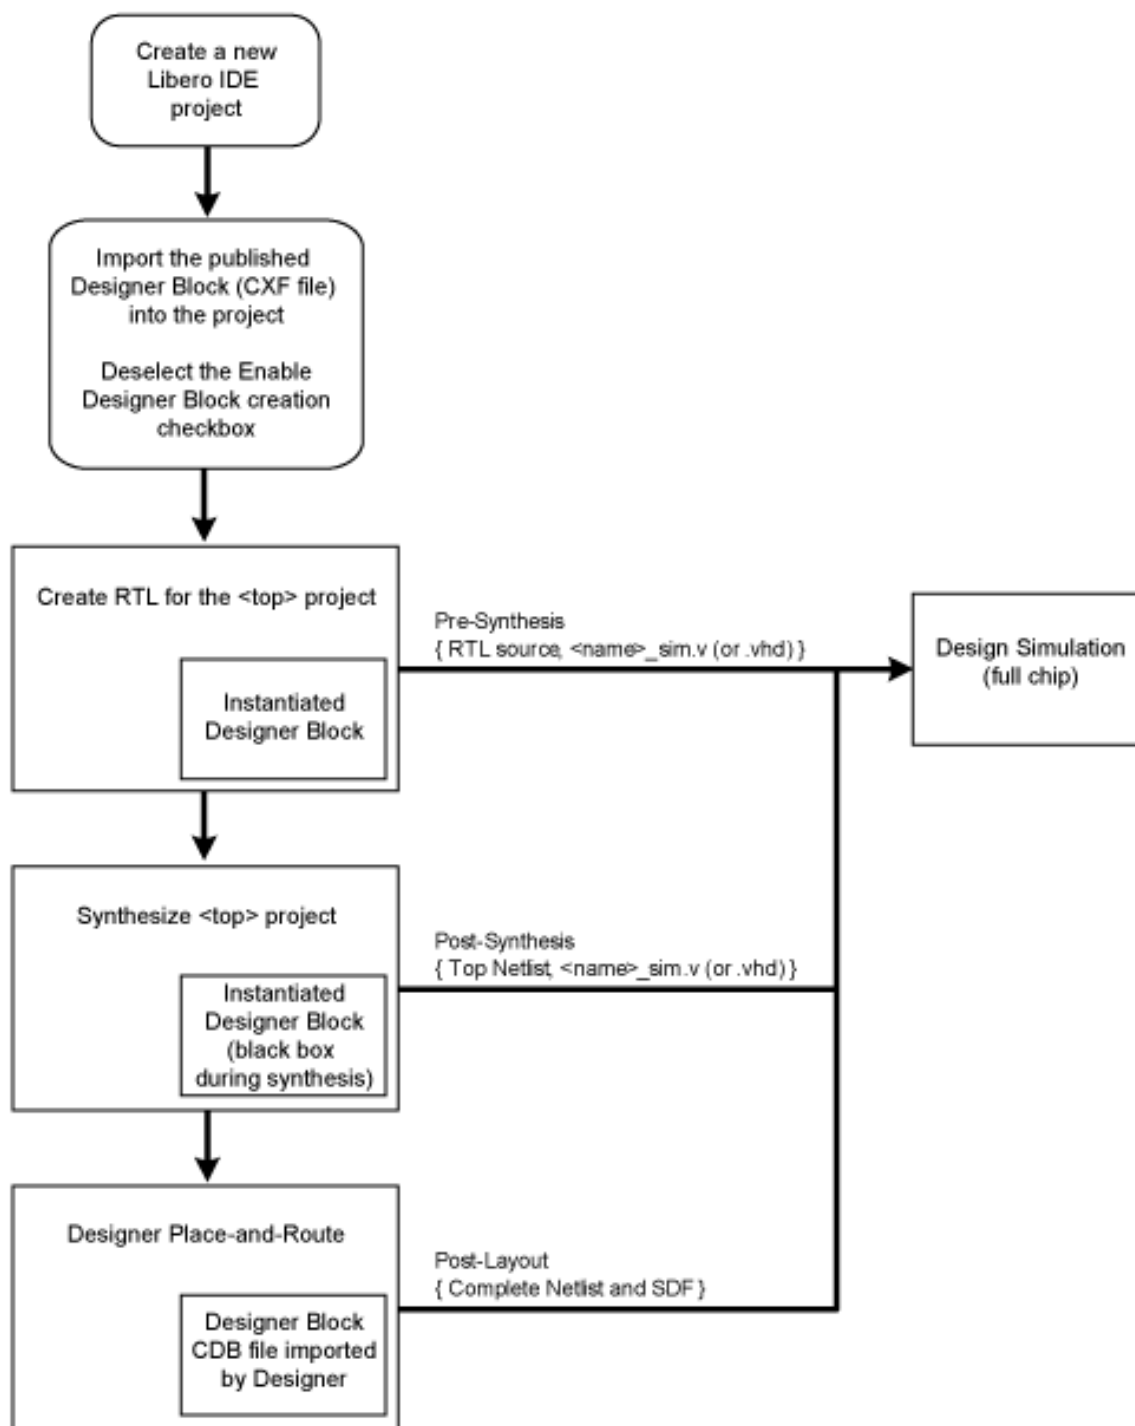 Create a new
Libero IDE
project
Import the published
Designer Block (CXF file)
into the project
Deselect the Enable
Designer Block creation
checkbox
Create RTL for the <top> project
Instantiated
Designer Block
Pre-Synthesis
{ RTL source, <name>_sim.v (or .vhd) }
Design Simulation
(full chip)
Synthesize <top> project
Instantiated
Designer Block
(black box
during synthesis)
Post-Synthesis
{ Top Netlist, <name>_sim.v (or .vhd) }
Designer Place-and-Route
Designer Block
CDB file imported
by Designer
Post-Layout
{ Complete Netlist and SDF }